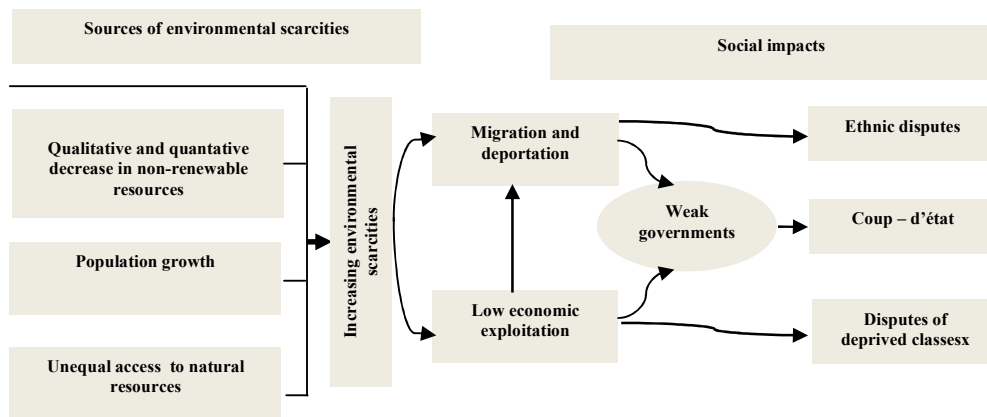 Sources of environmental scarcities
Social impacts
Qualitative and quantative
decrease in non-renewable
resources
Population growth
Unequal access to natural
resources
Increasing environmental
scarcities
Migration and
deportation
Low economic
exploitation
Weak
governments
Ethnic disputes
Coup – d’état
Disputes of
deprived classesx